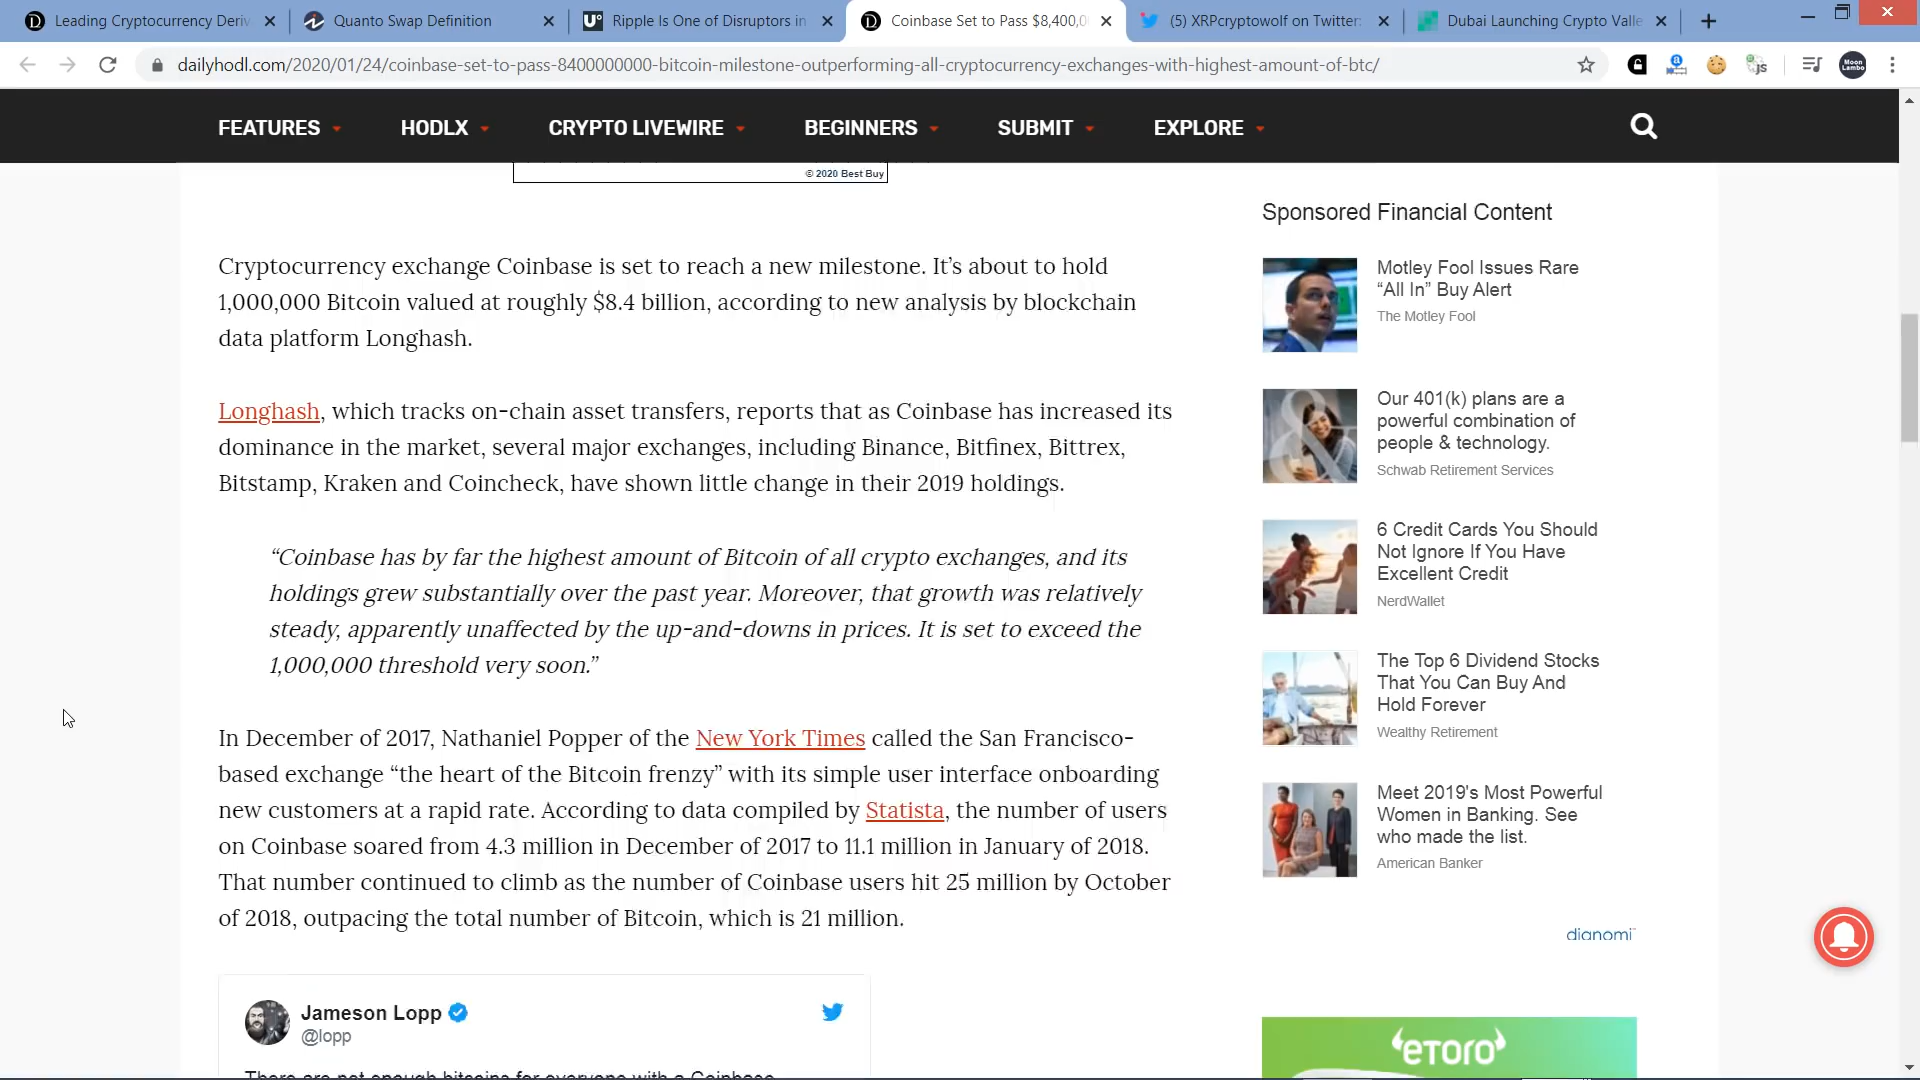 Leading Cryptocurrency Deriv
Quanto Swap Definition
Ripple Is One of Disruptors in
Coinbase Set to Pass $8,400,0
(5) XRPcryptowolf on Twitter:
Dubai Launching Crypto Valle
dailyhodl.com/2020/01/24/coinbase-set-to-pass-8400000000-bitcoin-milestone-outperforming-all-cryptocurrency-exchanges-with-highest-amount-of-btc/
FEATURES
HODLX
CRYPTO LIVEWIRE
BEGINNERS
SUBMIT
EXPLORE
© 2020 Best Buy
Cryptocurrency exchange Coinbase is set to reach a new milestone. It’s about to hold
1,000,000 Bitcoin valued at roughly $8.4 billion, according to new analysis by blockchain
data platform Longhash.
Longhash, which tracks on-chain asset transfers, reports that as Coinbase has increased its
dominance in the market, several major exchanges, including Binance, Bitfinex, Bittrex,
Bitstamp, Kraken and Coincheck, have shown little change in their 2019 holdings.
“Coinbase has by far the highest amount of Bitcoin of all crypto exchanges, and its
holdings grew substantially over the past year. Moreover, that growth was relatively
steady, apparently unaffected by the up-and-downs in prices. It is set to exceed the
1,000,000 threshold very soon.”
In December of 2017, Nathaniel Popper of the New York Times called the San Francisco-
based exchange “the heart of the Bitcoin frenzy” with its simple user interface onboarding
new customers at a rapid rate. According to data compiled by Statista, the number of users
on Coinbase soared from 4.3 million in December of 2017 to 11.1 million in January of 2018.
That number continued to climb as the number of Coinbase users hit 25 million by October
of 2018, outpacing the total number of Bitcoin, which is 21 million.
Jameson Lopp
@lopp
There are not enough bitcoins for everyone with a Coinbase
Sponsored Financial Content
Motley Fool Issues Rare
“All In” Buy Alert
The Motley Fool
Our 401(k) plans are a
powerful combination of
people & technology.
Schwab Retirement Services
6 Credit Cards You Should
Not Ignore If You Have
Excellent Credit
NerdWallet
The Top 6 Dividend Stocks
That You Can Buy And
Hold Forever
Wealthy Retirement
Meet 2019's Most Powerful
Women in Banking. See
who made the list.
American Banker
dianomi
eToro